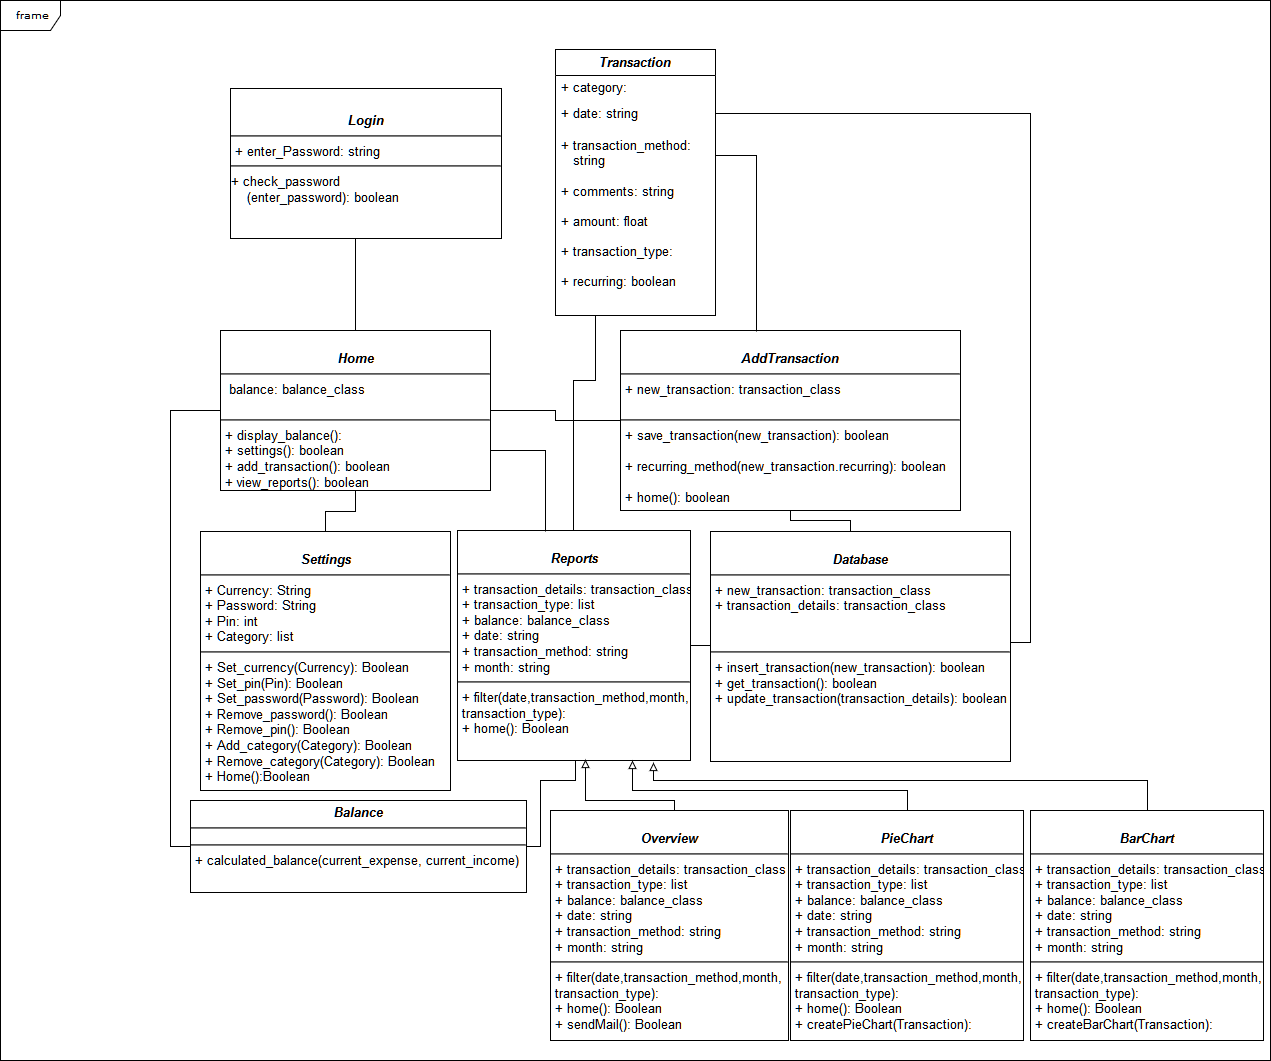 frame
Transaction
+ category:
+ date: string
+ transaction_method:
string
+ comments: string
+ amount: float
+ transaction_type:
+ recurring: boolean
Login
+ enter_Password: string
+ check_password
(enter_password): boolean
Home
balance: balance_class
+ display_balance():
+ settings(): boolean
+ add_transaction(): boolean
+ view_reports(): boolean
AddTransaction
+ new_transaction: transaction_class
+ save_transaction(new_transaction): boolean
+ recurring_method(new_transaction.recurring): boolean
+ home(): boolean
Settings
+ Currency: String
+ Password: String
+ Pin: int
+ Category: list
+ Set_currency(Currency): Boolean
+ Set_pin(Pin): Boolean
+ Set_password(Password): Boolean
+ Remove_password(): Boolean
+ Remove_pin(): Boolean
+ Add_category(Category): Boolean
+ Remove_category(Category): Boolean
+ Home():Boolean
Reports
+ transaction_details: transaction_class
+ transaction_type: list
+ balance: balance_class
+ date: string
+ transaction_method: string
+ month: string
+ filter(date,transaction_method,month,
transaction_type):
+ home(): Boolean
Database
+ new_transaction: transaction_class
+ transaction_details: transaction_class
+ insert_transaction(new_transaction): boolean
+ get_transaction(): boolean
+ update_transaction(transaction_details): boolean
Balance
+ calculated_balance(current_expense, current_income)
Overview
+ transaction_details: transaction_class
+ transaction_type: list
+ balance: balance_class
+ date: string
+ transaction_method: string
+ month: string
+ filter(date,transaction_method,month,
transaction_type):
+ home(): Boolean
+ sendMail(): Boolean
PieChart
+ transaction_details: transaction_class
+ transaction_type: list
+ balance: balance_class
+ date: string
+ transaction_method: string
+ month: string
+ filter(date,transaction_method,month,
transaction_type):
+ home(): Boolean
+ createPieChart(Transaction):
BarChart
+ transaction_details: transaction_class
+ transaction_type: list
+ balance: balance_class
+ date: string
+ transaction_method: string
+ month: string
+ filter(date,transaction_method,month,
transaction_type):
+ home(): Boolean
+ createBarChart(Transaction):